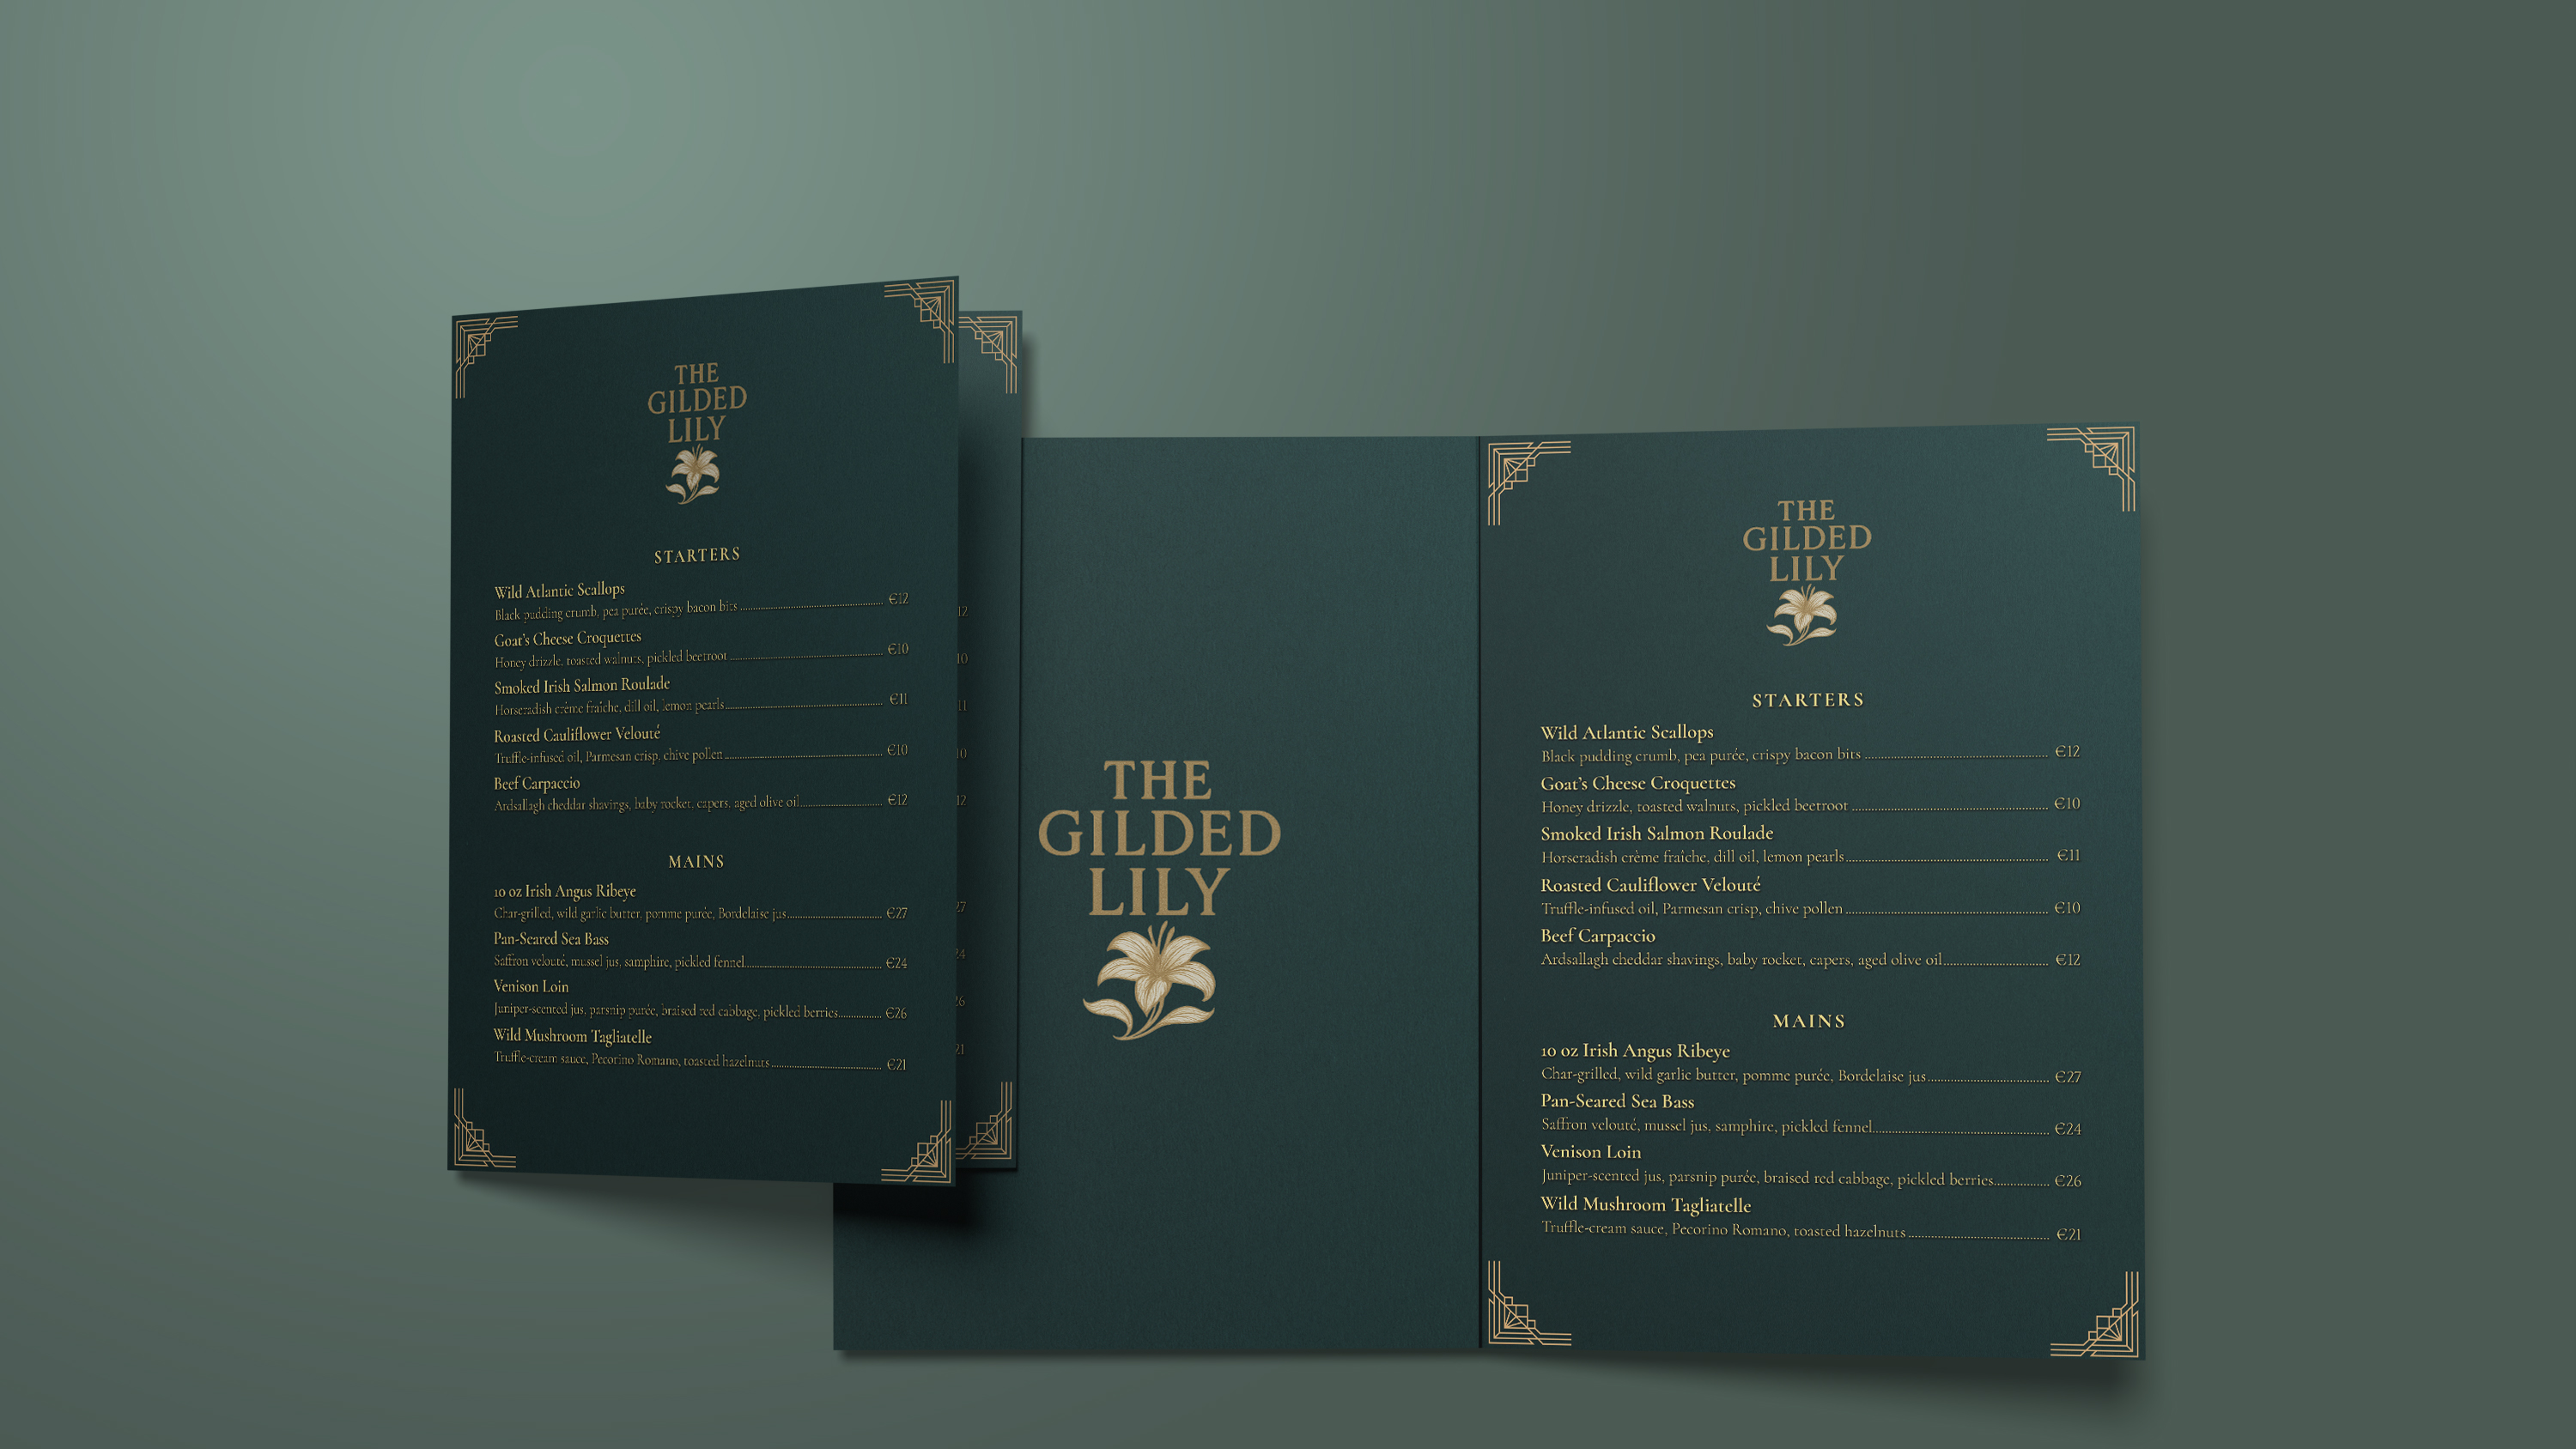 THE
GILDED
LILY
STARTERS
Wild Atlantic Scallops
Black pudding crumb, pea purée, crispy bacon bits €12
Goat's Cheese Croquettes
Honey drizzle, toasted walnuts, pickled beetroot €10
Smoked Irish Salmon Roulade
Horseradish crème fraîche, dill oil, lemon pearls €11
Roasted Cauliflower Velouté
Truffle-infused oil, Parmesan crisp, chive pollen €10
Beef Carpaccio
Ardsallagh cheddar shavings, baby rocket, capers, aged olive oil €12
MAINS
10 oz Irish Angus Ribeye
Char-grilled, wild garlic butter, pomme purée, Bordelaise jus €27
Pan-Seared Sea Bass
Saffron velouté, mussel jus, samphire, pickled fennel €24
Venison Loin
Juniper-scented jus, parsnip purée, braised red cabbage, pickled berries €26
Wild Mushroom Tagliatelle
Truffle-cream sauce, Pecorino Romano, toasted hazelnuts €21
12
10
11
10
12
27
24
26
21
THE
GILDED
LILY
THE
GILDED
LILY
STARTERS
Wild Atlantic Scallops
Black pudding crumb, pea purée, crispy bacon bits €12
Goat's Cheese Croquettes
Honey drizzle, toasted walnuts, pickled beetroot €10
Smoked Irish Salmon Roulade
Horseradish crème fraîche, dill oil, lemon pearls €11
Roasted Cauliflower Velouté
Truffle-infused oil, Parmesan crisp, chive pollen €10
Beef Carpaccio
Ardsallagh cheddar shavings, baby rocket, capers, aged olive oil €12
MAINS
10 oz Irish Angus Ribeye
Char-grilled, wild garlic butter, pomme purée, Bordelaise jus €27
Pan-Seared Sea Bass
Saffron velouté, mussel jus, samphire, pickled fennel €24
Venison Loin
Juniper-scented jus, parsnip purée, braised red cabbage, pickled berries €26
Wild Mushroom Tagliatelle
Truffle-cream sauce, Pecorino Romano, toasted hazelnuts €21